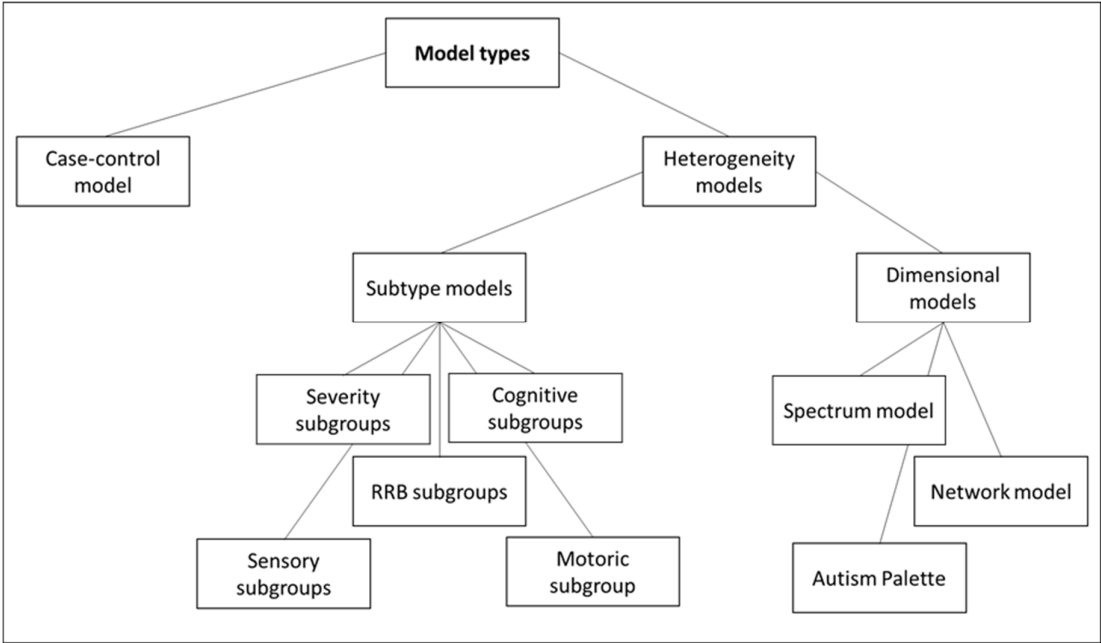 Model types
Case-control
model
Heterogeneity
models
Subtype models
Dimensional
models
Severity
subgroups
Cognitive
subgroups
Spectrum model
RRB subgroups
Network model
Sensory
subgroups
Motoric
subgroup
Autism Palette